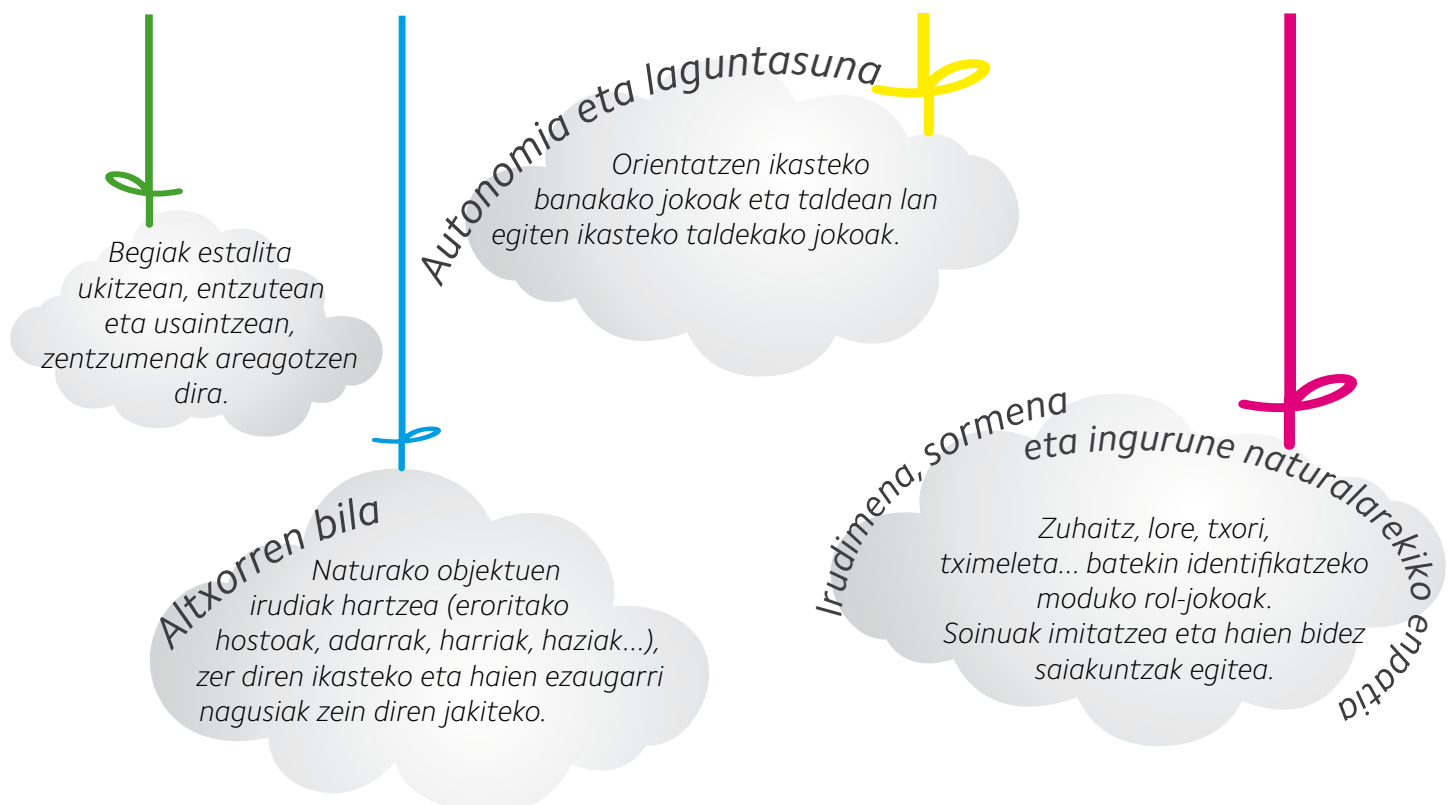 Begiak estalita
ukitzean, entzutean
eta usaintzean,
zentzumenak areagotzen
dira.
Altxorren bila
Naturako objektuen
irudiak hartzea (eroritako
hostoak, adarrak, harriak, haziak...),
zer diren ikasteko eta haien ezaugarri
nagusiak zein diren jakiteko.
Autonomia eta laguntasuna
Orientatzen ikasteko
banakako jokoak eta taldean lan
egiten ikasteko taldekako jokoak.
Irudimena, sormena
eta ingurune naturalarekiko enpatia
Zuhaitz, lore, txori,
tximeleta... batekin identifikatzeko
moduko rol-jokoak.
Soinuak imitatzea eta haien bidez
saiakuntzak egitea.